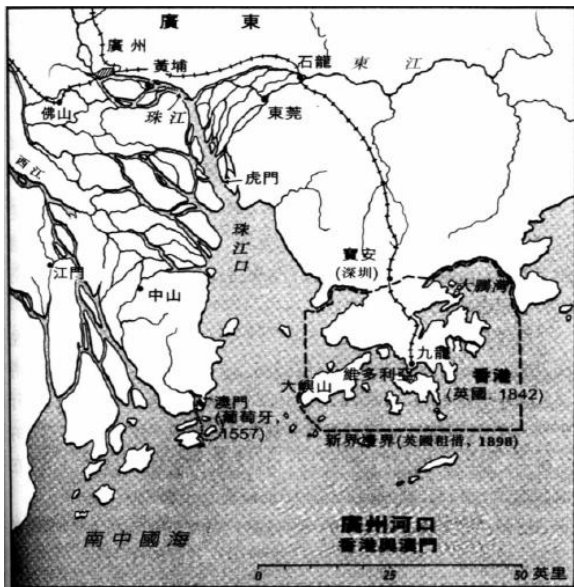 廣東
廣州
黃埔
石龍
東江
佛山
珠江
東莞
西江
虎門
珠江口
寶安
(深圳)
大鵬灣
江門
中山
九龍
維多利亞
香港
(英國, 1842)
大嶼山
澳門
(葡萄牙,
1557)
新界邊界(英國租借, 1898)
南中國海
廣州河口
香港與澳門
0 25 50 英里